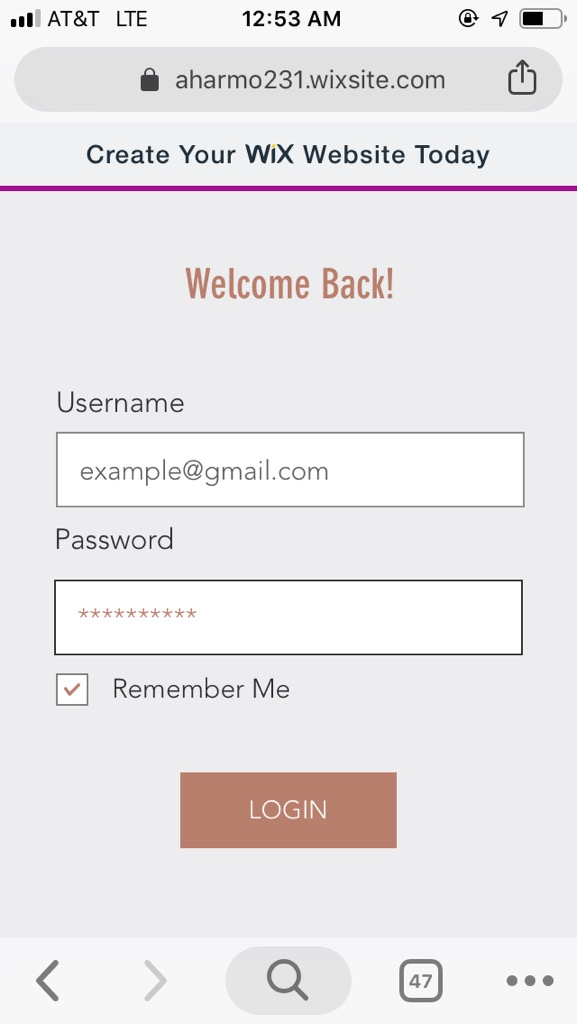 AT&T LTE 12:53 AM
aharmo231.wixsite.com
Create Your WiX Website Today
Welcome Back!
Username
example@gmail.com
Password
**********
Remember Me
LOGIN
47